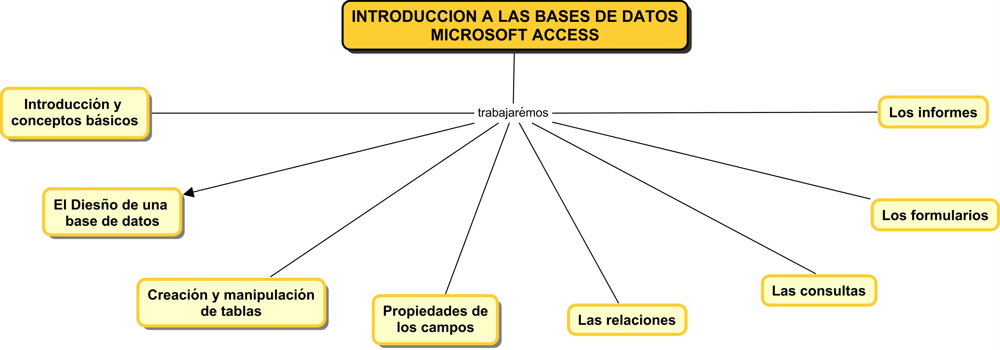 INTRODUCCION A LAS BASES DE DATOS
MICROSOFT ACCESS
trabajarémos
Introducción y
conceptos básicos
Los informes
El Diesño de una
base de datos
Los formularios
Creación y manipulación
de tablas
Propiedades de
los campos
Las relaciones
Las consultas